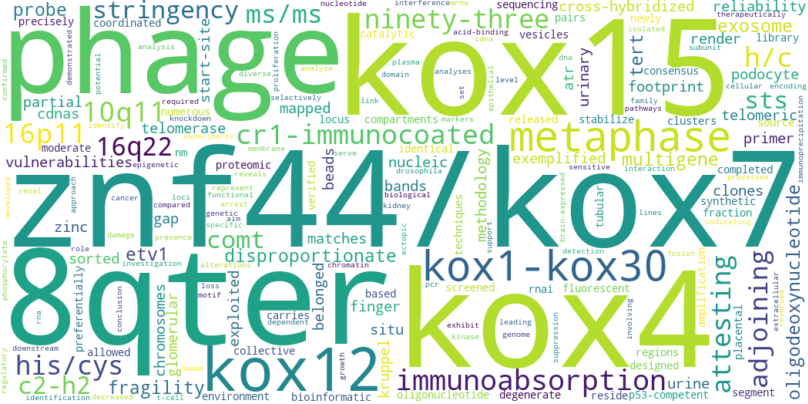 probe
precisely
stringency
coordinated
ms/ms
nucleotide
interference
mrna
ninety-three
sequencing
pairs
cross-hybridized
newly
reliability
therapeutically
isolated
exosome
phage
kox15
start-site
catalytic
acid-binding
cdna
vesicles
render
library
subunit
h/c
confirmed
demonstrated
potential
analysis
diverse
proliferation
analyze
selectively
plasma
domain
analyses
epithelial
link
set
level
atr
urinary
dna
tert
consensus
markers
family
pathways
podocyte
cellular
encoding
footprint
sts
partial
cdnas
10q11
required
knockdown
numerous
mapped
locus
compartments
released
stabilize
clusters
telomeric
source
16p11
identify
telomerase
experiments
cr1-immunocoated
metaphase
primer
immunoprecipitation
16q22
moderate
vulnerabilities
epigenetic
nm
membrane
serve
proteomic
beads
identical
drosophila
nucleic
bands
methodology
exemplified
multigene
sensitive
interaction
completed
processes
developed
renal
approach
cancer
loci
compared
biological
reveals
represent
functional
arrest
genetic
aim
specific
verified
kidney
ectopic
techniques
support
brain-expressed
tubular
lines
clones
synthetic
fraction
detection
indicating
znf44/kox7
zinc
gap
comt
matches
etv1
sorted
disproportionate
phosphorylate
role
damage
presence
investigation
alterations
chromatin
kox1-kox30
fusion
8qter
loss
motif
rna
conclusion
preferentially
chromosomes
glomerular
carries
dependent
exploited
belonged
based
finger
situ
pcr
screened
rnai
fluorescent
exhibit
kinase
leading
genome
suppression
involving
regions
designed
amplification
attesting
placental
adjoining
extracellular
oligodeoxynucleotide
kox4
downstream
regulatory
his/cys
allowed
collective
growth
human
kox12
kruppel
immunoabsorption
urine
segment
c2-h2
fragility
environment
identification
decreased
t-cell
bioinformatic
oligonucleotide
degenerate
reside
p53-competent